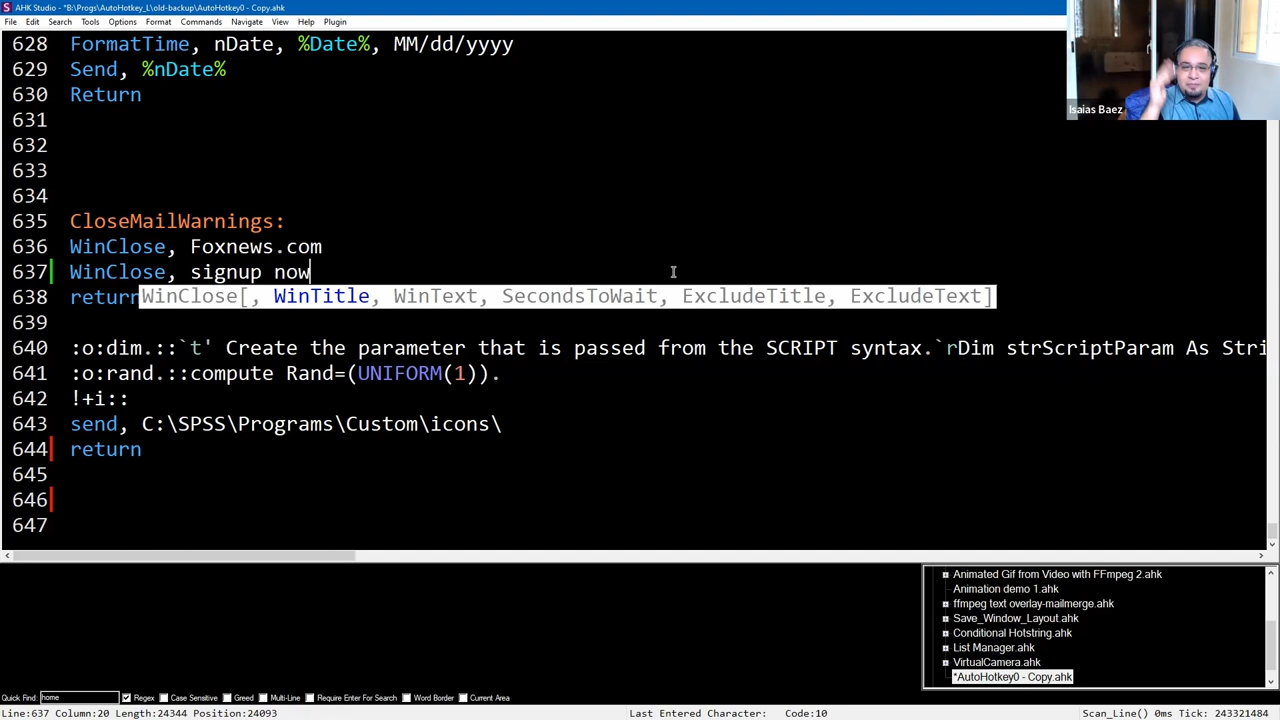 AHK Studio - *B:\Progs\AutoHotkey_L\old-backup\AutoHotkey0 - Copy.ahk
File Edit Search Tools Options Format Commands Navigate View Help Plugin
628 FormatTime, nDate, %Date%, MM/dd/yyyy
629 Send, %nDate%
630 Return
631
632
633
634
635 CloseMailWarnings:
636 WinClose, Foxnews.com
637 WinClose, signup now
638 return WinClose[, WinTitle, WinText, SecondsToWait, ExcludeTitle, ExcludeText]
639
640 :o:dim.::`t' Create the parameter that is passed from the SCRIPT syntax.`rDim strScriptParam As Stri
641 :o:rand.::compute Rand=(UNIFORM(1)).
642 !+i::
643 send, C:\SPSS\Programs\Custom\icons\
644 return
645
646
647
Isaias Baez
Animated Gif from Video with FFmpeg 2.ahk
Animation demo 1.ahk
ffmpeg text overlay-mailmerge.ahk
Save_Window_Layout.ahk
Conditional Hotstring.ahk
List Manager.ahk
VirtualCamera.ahk
*AutoHotkey0 - Copy.ahk
Quick Find: home Regex Case Sensitive Greed Multi-Line Require Enter For Search Word Border Current Area
Line:637 Column:20 Length:24344 Position:24093 Last Entered Character: Code:10 Scan_Line() 0ms Tick: 243321484